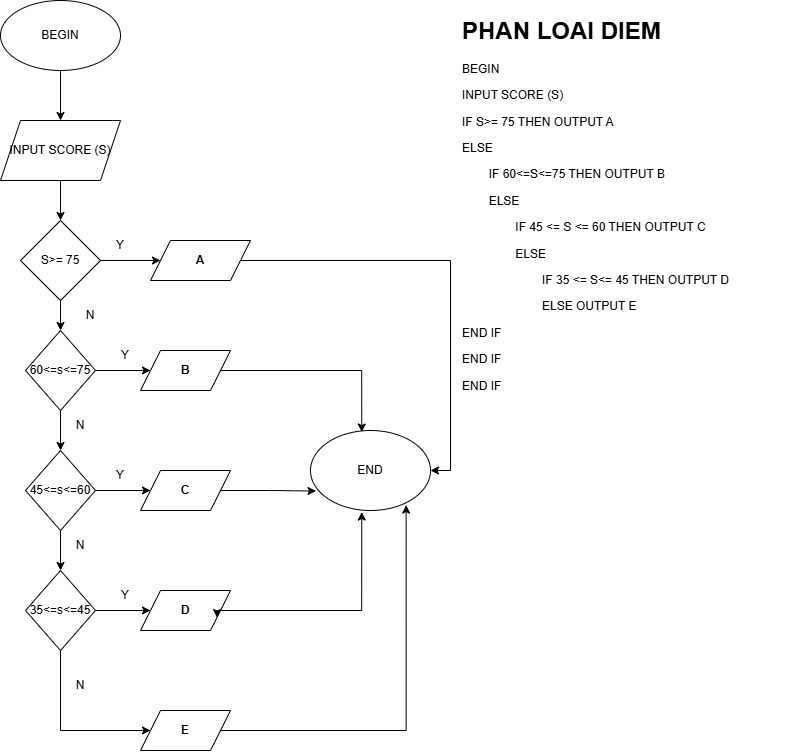 BEGIN
INPUT SCORE (S)
S>= 75
Y
A
N
60<=s<=75
Y
B
N
END
45<=s<=60
Y
C
N
35<=s<=45
Y
D
N
E
PHAN LOAI DIEM
BEGIN
INPUT SCORE (S)
IF S>= 75 THEN OUTPUT A
ELSE
IF 60<=S<=75 THEN OUTPUT B
ELSE
IF 45 <= S <= 60 THEN OUTPUT C
ELSE
IF 35 <= S<= 45 THEN OUTPUT D
ELSE OUTPUT E
END IF
END IF
END IF